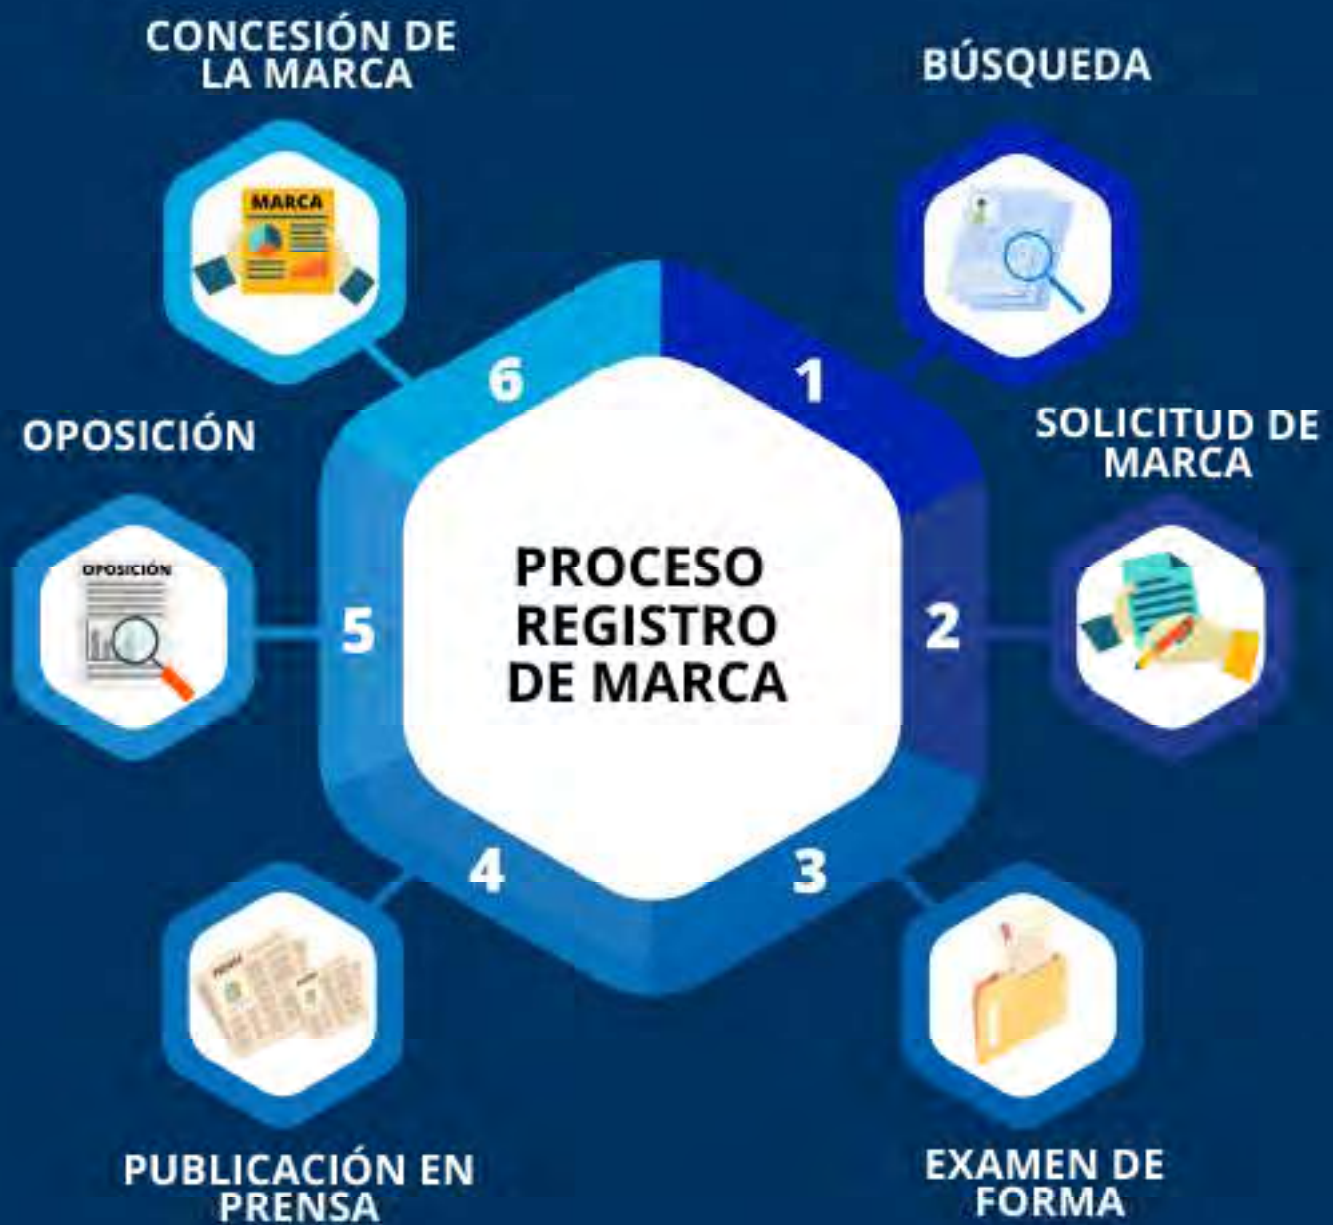 CONCESIÓN DE
LA MARCA
BÚSQUEDA
MARCA
6
1
OPOSICIÓN
SOLICITUD DE
MARCA
OPOSICIÓN
PROCESO
REGISTRO
DE MARCA
5
2
4
3
PUBLICACIÓN EN
PRENSA
EXAMEN DE
FORMA